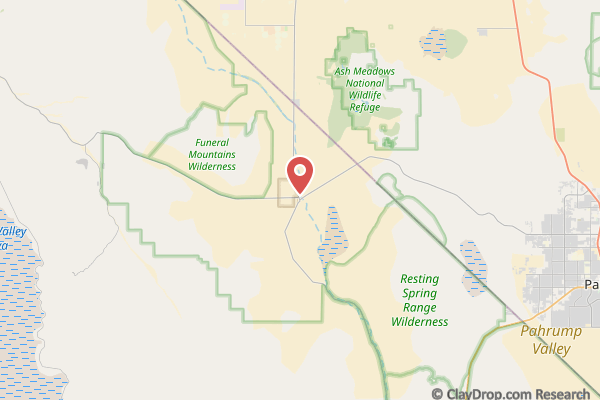 Ash Meadows
National
Wildlife
Refuge
Funeral
Mountains
Wilderness
Valley
Resting
Spring
Range
Wilderness
Pa
Pahrump
Valley
© ClayDrop.com Research